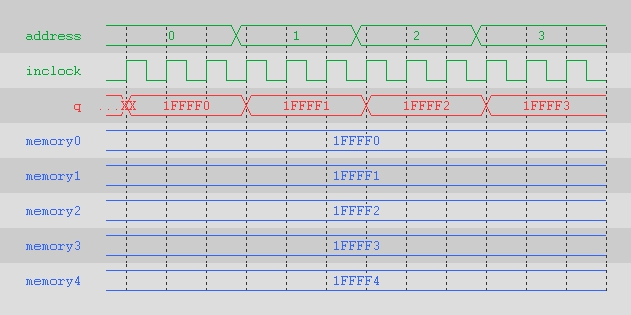 address 0 1 2 3
inclock
q ...XX 1FFFF0 1FFFF1 1FFFF2 1FFFF3
memory0 1FFFF0
memory1 1FFFF1
memory2 1FFFF2
memory3 1FFFF3
memory4 1FFFF4